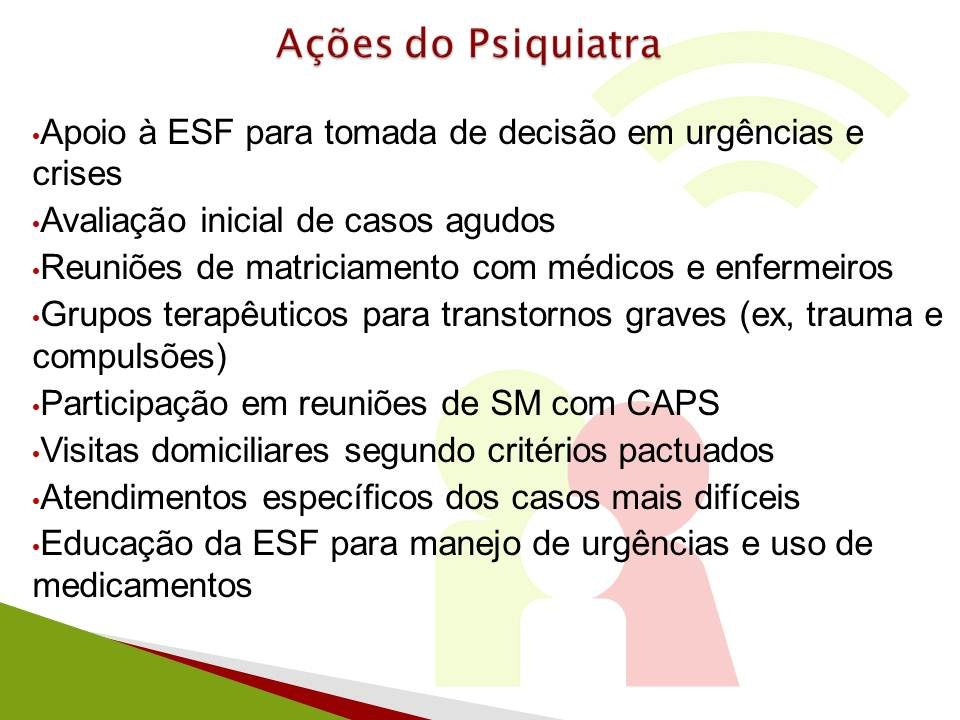 Ações do Psiquiatra
•Apoio à ESF para tomada de decisão em urgências e
crises
•Avaliação inicial de casos agudos
•Reuniões de matriciamento com médicos e enfermeiros
•Grupos terapêuticos para transtornos graves (ex, trauma e
compulsões)
•Participação em reuniões de SM com CAPS
•Visitas domiciliares segundo critérios pactuados
•Atendimentos específicos dos casos mais difíceis
•Educação da ESF para manejo de urgências e uso de
medicamentos